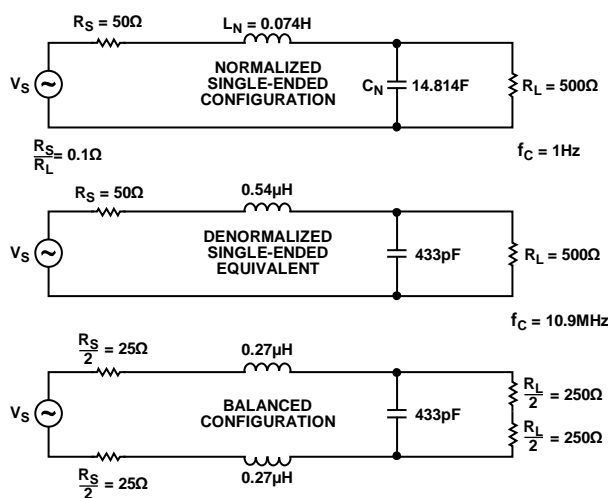 R_S = 50Ω
L_N = 0.074H
V_S
NORMALIZED
SINGLE-ENDED
CONFIGURATION
C_N
14.814F
R_L = 500Ω
R_S
R_L
= 0.1Ω
f_C = 1Hz
R_S = 50Ω
0.54µH
V_S
DENORMALIZED
SINGLE-ENDED
EQUIVALENT
433pF
R_L = 500Ω
f_C = 10.9MHz
R_S
2
= 25Ω
0.27µH
V_S
BALANCED
CONFIGURATION
433pF
R_L
2
= 250Ω
R_L
2
= 250Ω
R_S
2
= 25Ω
0.27µH